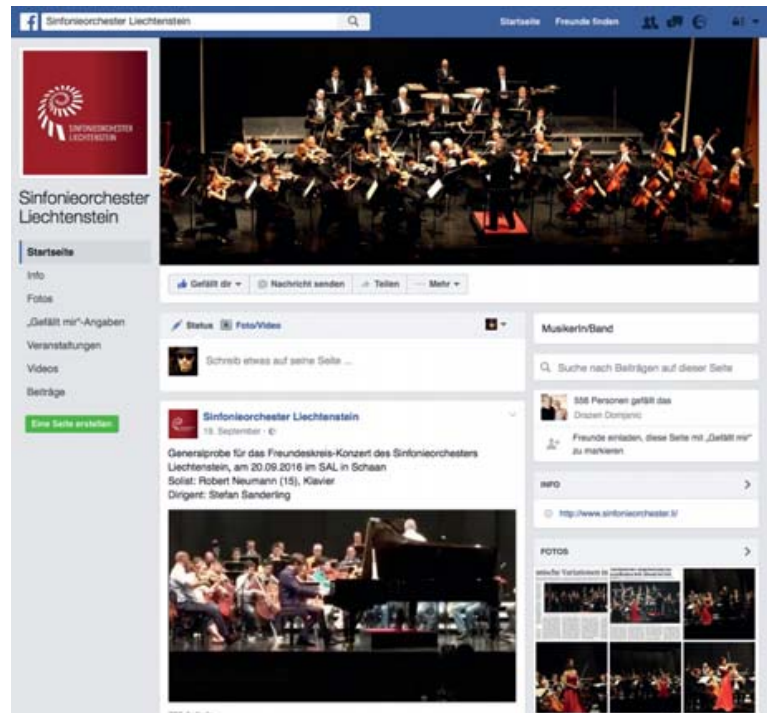 Sinfonieorchester Liechtenstein
Startseite Freunde finden
SINFONIEORCHESTER
LIECHTENSTEIN
Sinfonieorchester
Liechtenstein
Startseite
Info
Fotos
„Gefällt mir“-Angaben
Veranstaltungen
Videos
Beiträge
Eine Seite erstellen
Gefällt dir Nachricht senden Teilen ··· Mehr
Status Foto/Video
Schreib etwas auf seine Seite ...
Sinfonieorchester Liechtenstein
19. September ·
Generalprobe für das Freundeskreis-Konzert des Sinfonieorchesters
Liechtenstein, am 20.09.2016 im SAL in Schaan
Solist: Robert Neumann (15), Klavier
Dirigent: Stefan Sanderling
MusikerIn/Band
Suche nach Beiträgen auf dieser Seite
558 Personen gefällt das
Drazen Domjanic
Freunde einladen, diese Seite mit „Gefällt mir“
zu markieren
INFO
http://www.sinfonieorchester.li/
FOTOS
Variationen